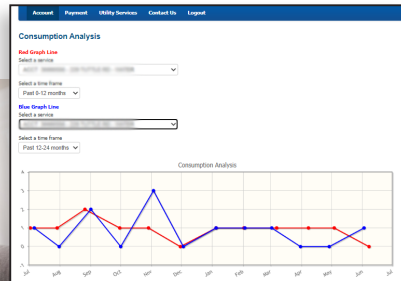 Account Payment Utility Services Contact Us Logout
Consumption Analysis
Red Graph Line
Select a service
Select a time frame
Past 0-12 months
Blue Graph Line
Select a service
Select a time frame
Past 12-24 months
Consumption Analysis
Jul Aug Sep Oct Nov Dec Jan Feb Mar Apr May Jun Jul